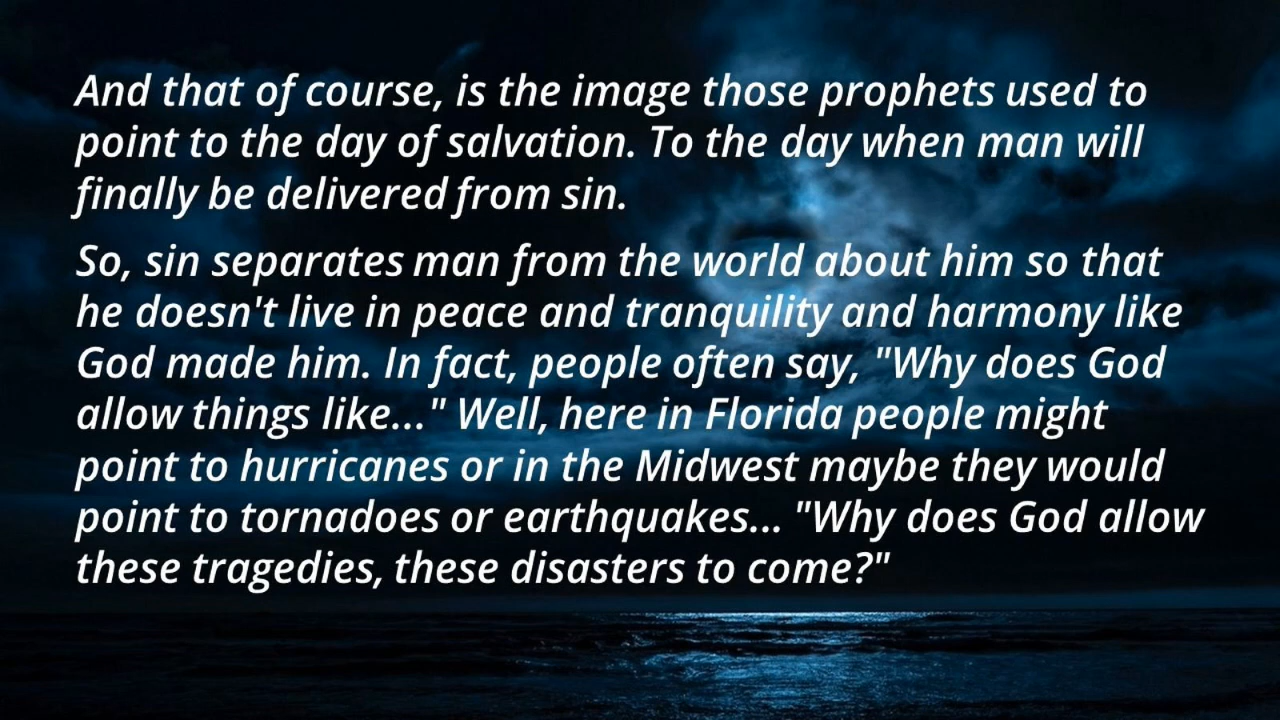 And that of course, is the image those prophets used to
point to the day of salvation. To the day when man will
finally be delivered from sin.
So, sin separates man from the world about him so that
he doesn't live in peace and tranquility and harmony like
God made him. In fact, people often say, "Why does God
allow things like..." Well, here in Florida people might
point to hurricanes or in the Midwest maybe they would
point to tornadoes or earthquakes... "Why does God allow
these tragedies, these disasters to come?"